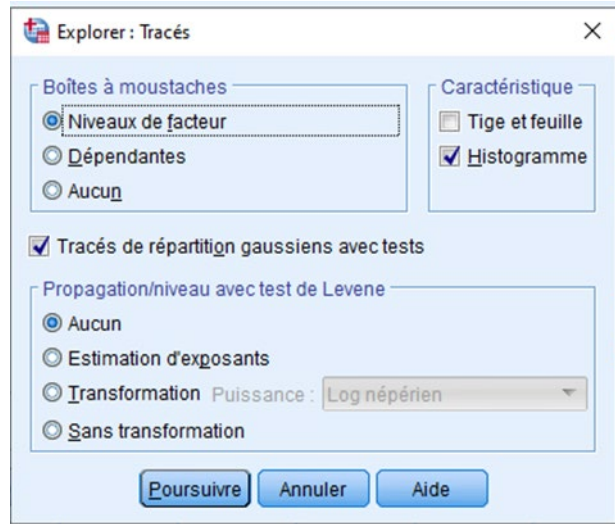 Explorer : Tracés
Boîtes à moustaches
Niveaux de facteur
Dépendantes
Aucun
Caractéristique
Tige et feuille
Histogramme
Tracés de répartition gaussiens avec tests
Propagation/niveau avec test de Levene
Aucun
Estimation d'exposants
Transformation Puissance : Log népérien
Sans transformation
Poursuivre Annuler Aide